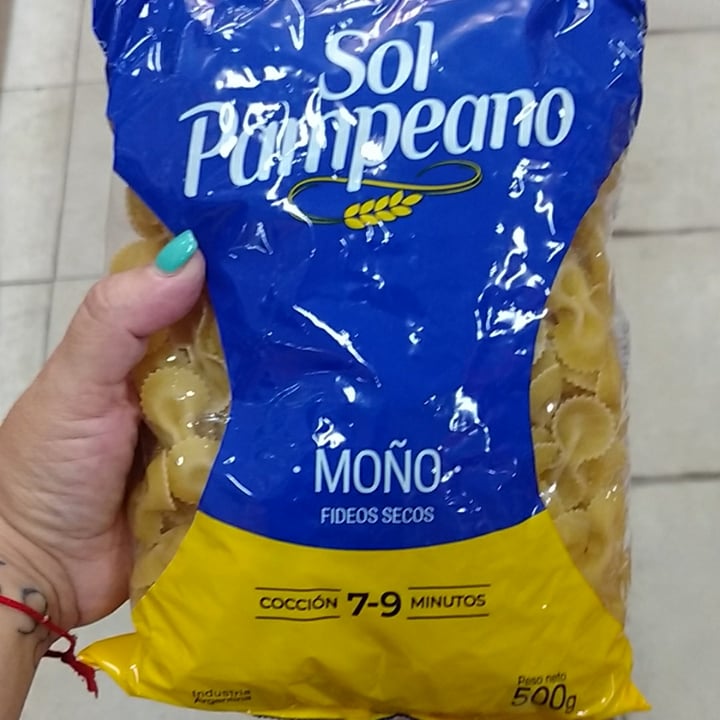 Sol
Pampeano
MOÑO
FIDEOS SECOS
COCCIÓN 7-9 MINUTOS
Industria
Argentina
Peso neto
500g